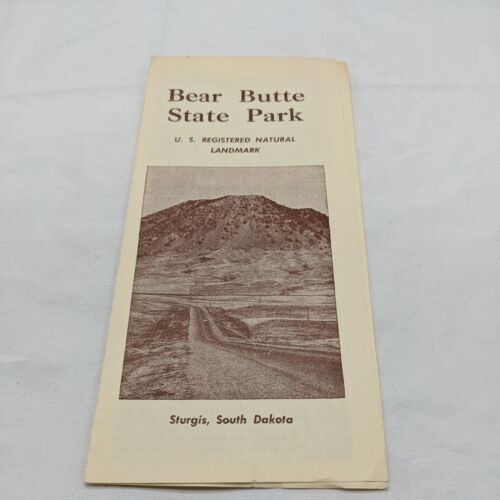 Bear Butte
State Park
U. S. REGISTERED NATURAL
LANDMARK
Sturgis, South Dakota